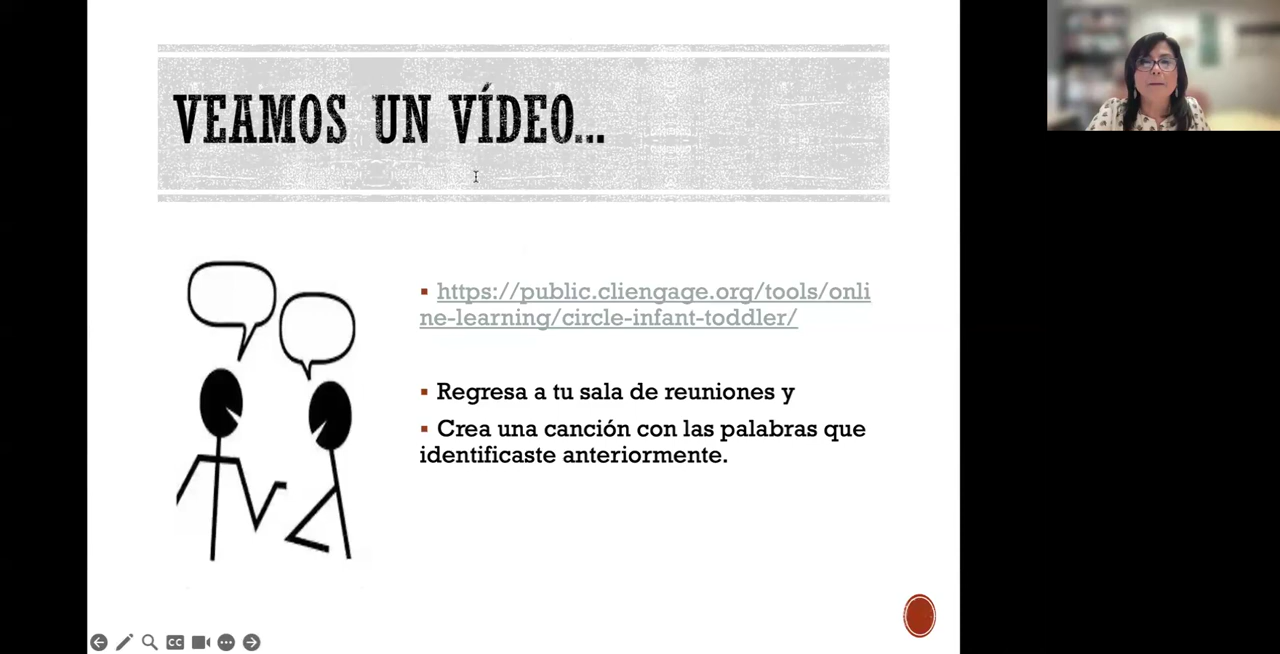 VEAMOS UN VÍDEO...
https://public.cliengage.org/tools/onli
ne-learning/circle-infant-toddler/
Regresa a tu sala de reuniones y
Crea una canción con las palabras que
identificaste anteriormente.
CC